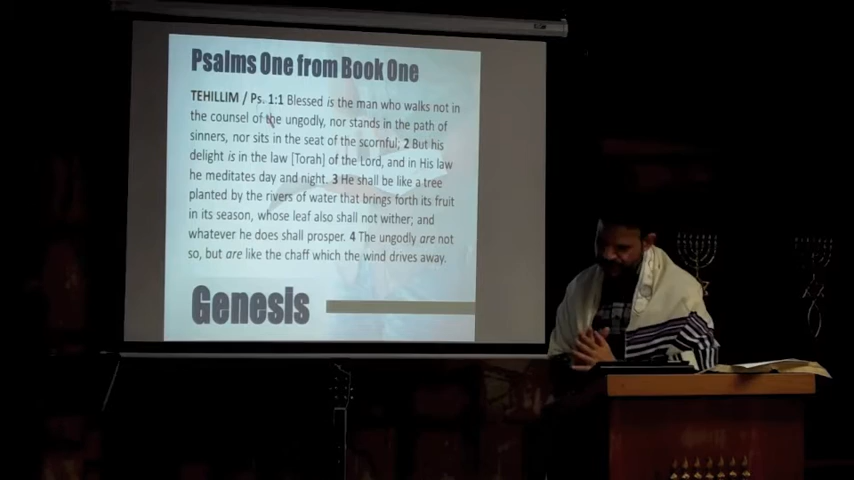 Psalms One from Book One
TEHILLIM / Ps. 1:1 Blessed is the man who walks not in
the counsel of the ungodly, nor stands in the path of
sinners, nor sits in the seat of the scornful; 2 But his
delight is in the law [Torah] of the Lord, and in His law
he meditates day and night. 3 He shall be like a tree
planted by the rivers of water that brings forth its fruit
in its season, whose leaf also shall not wither; and
whatever he does shall prosper. 4 The ungodly are not
so, but are like the chaff which the wind drives away.
Genesis